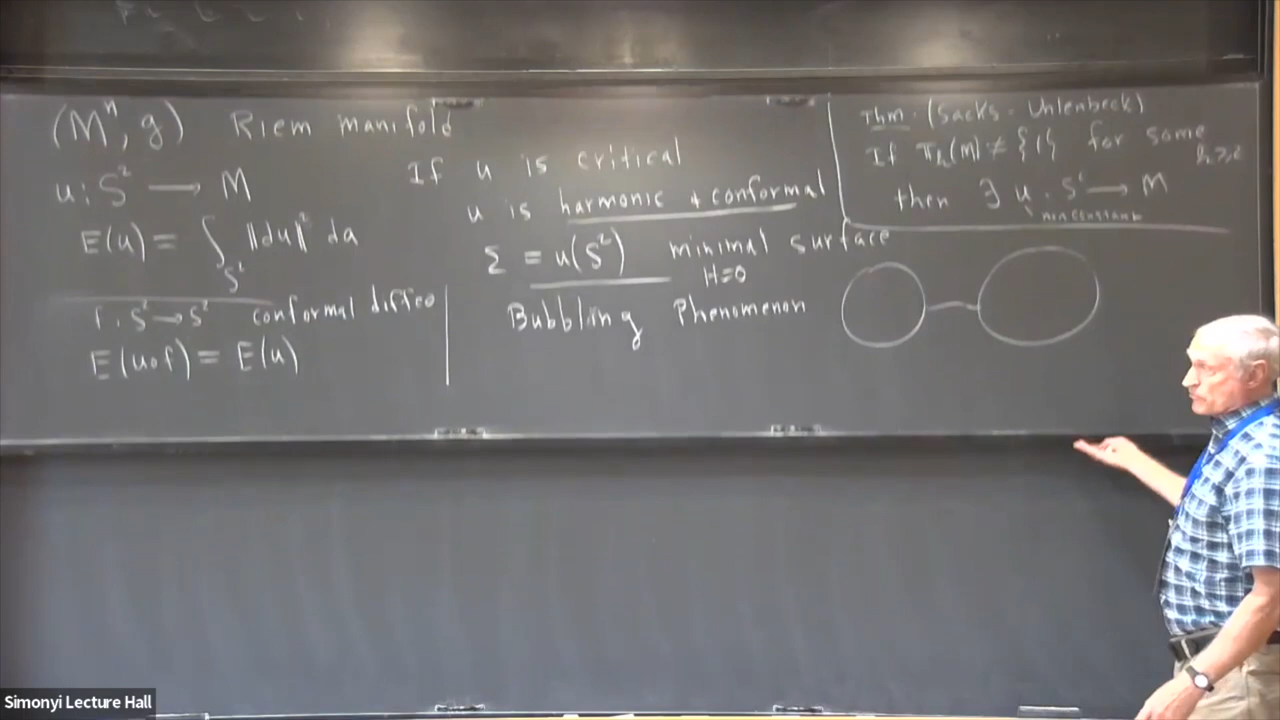 (Mⁿ, g) Riem manifold
u: S² → M
E(u) = ∫_{S²} ‖du‖² da
f: S² → S² conformal diffeo
E(u∘f) = E(u)
If u is critical
u is harmonic & conformal
Σ = u(S²) minimal surface
H=0
Bubbling Phenomenon
Thm. (Sacks - Uhlenbeck)
If π_k(M) ≠ {1} for some
k≥2
then ∃ u: S² → M
nonconstant
Simonyi Lecture Hall